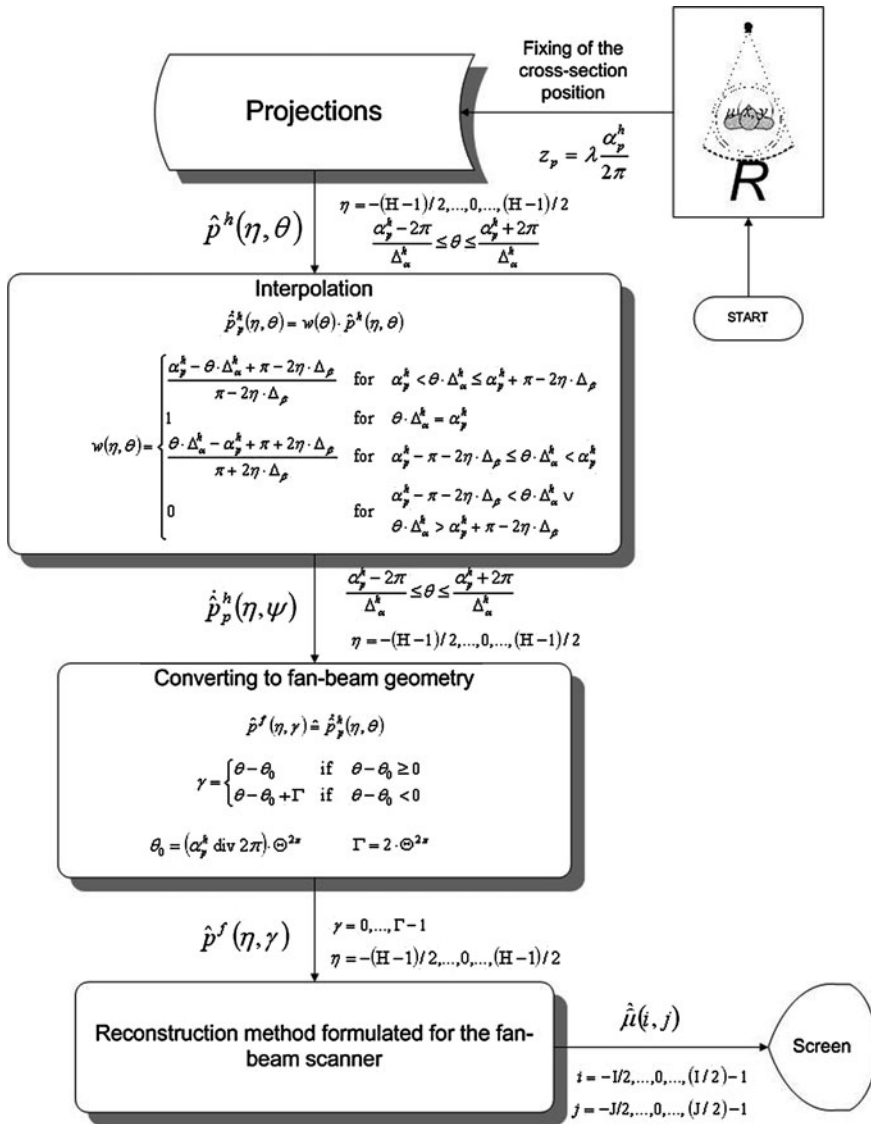 START
R
Fixing of the
cross-section
position
z_p = λ α_p^h / 2π
Projections
p̂^h(η, θ)
η = −(H−1)/2,...,0,...,(H−1)/2
(α_p^h − 2π)/Δ_α^h ≤ θ ≤ (α_p^h + 2π)/Δ_α^h
Interpolation
ṗ̂_p^h(η, θ) = w(θ)· p̂^h(η, θ)
w(η, θ) = {
(α_p^h − θ·Δ_α^h + π − 2η·Δ_β)/(π − 2η·Δ_β) for α_p^h < θ·Δ_α^h ≤ α_p^h + π − 2η·Δ_β
1 for θ·Δ_α^h = α_p^h
(θ·Δ_α^h − α_p^h + π + 2η·Δ_β)/(π + 2η·Δ_β) for α_p^h − π − 2η·Δ_β ≤ θ·Δ_α^h < α_p^h
0 for α_p^h − π − 2η·Δ_β < θ·Δ_α^h ∨
θ·Δ_α^h > α_p^h + π − 2η·Δ_β
ṗ̂_p^h(η, ψ)
(α_p^h − 2π)/Δ_α^h ≤ θ ≤ (α_p^h + 2π)/Δ_α^h
η = −(H−1)/2,...,0,...,(H−1)/2
Converting to fan-beam geometry
p̂^f(η, γ) ≙ ṗ̂_p^h(η, θ)
γ = {
θ − θ_0 if θ − θ_0 ≥ 0
θ − θ_0 + Γ if θ − θ_0 < 0
θ_0 = (α_p^h div 2π)·Θ^{2π} Γ = 2·Θ^{2π}
p̂^f(η, γ)
γ = 0,...,Γ−1
η = −(H−1)/2,...,0,...,(H−1)/2
Reconstruction method formulated for the fan-
beam scanner
μ̂̂(i, j)
i = −I/2,...,0,...,(I/2)−1
j = −J/2,...,0,...,(J/2)−1
Screen